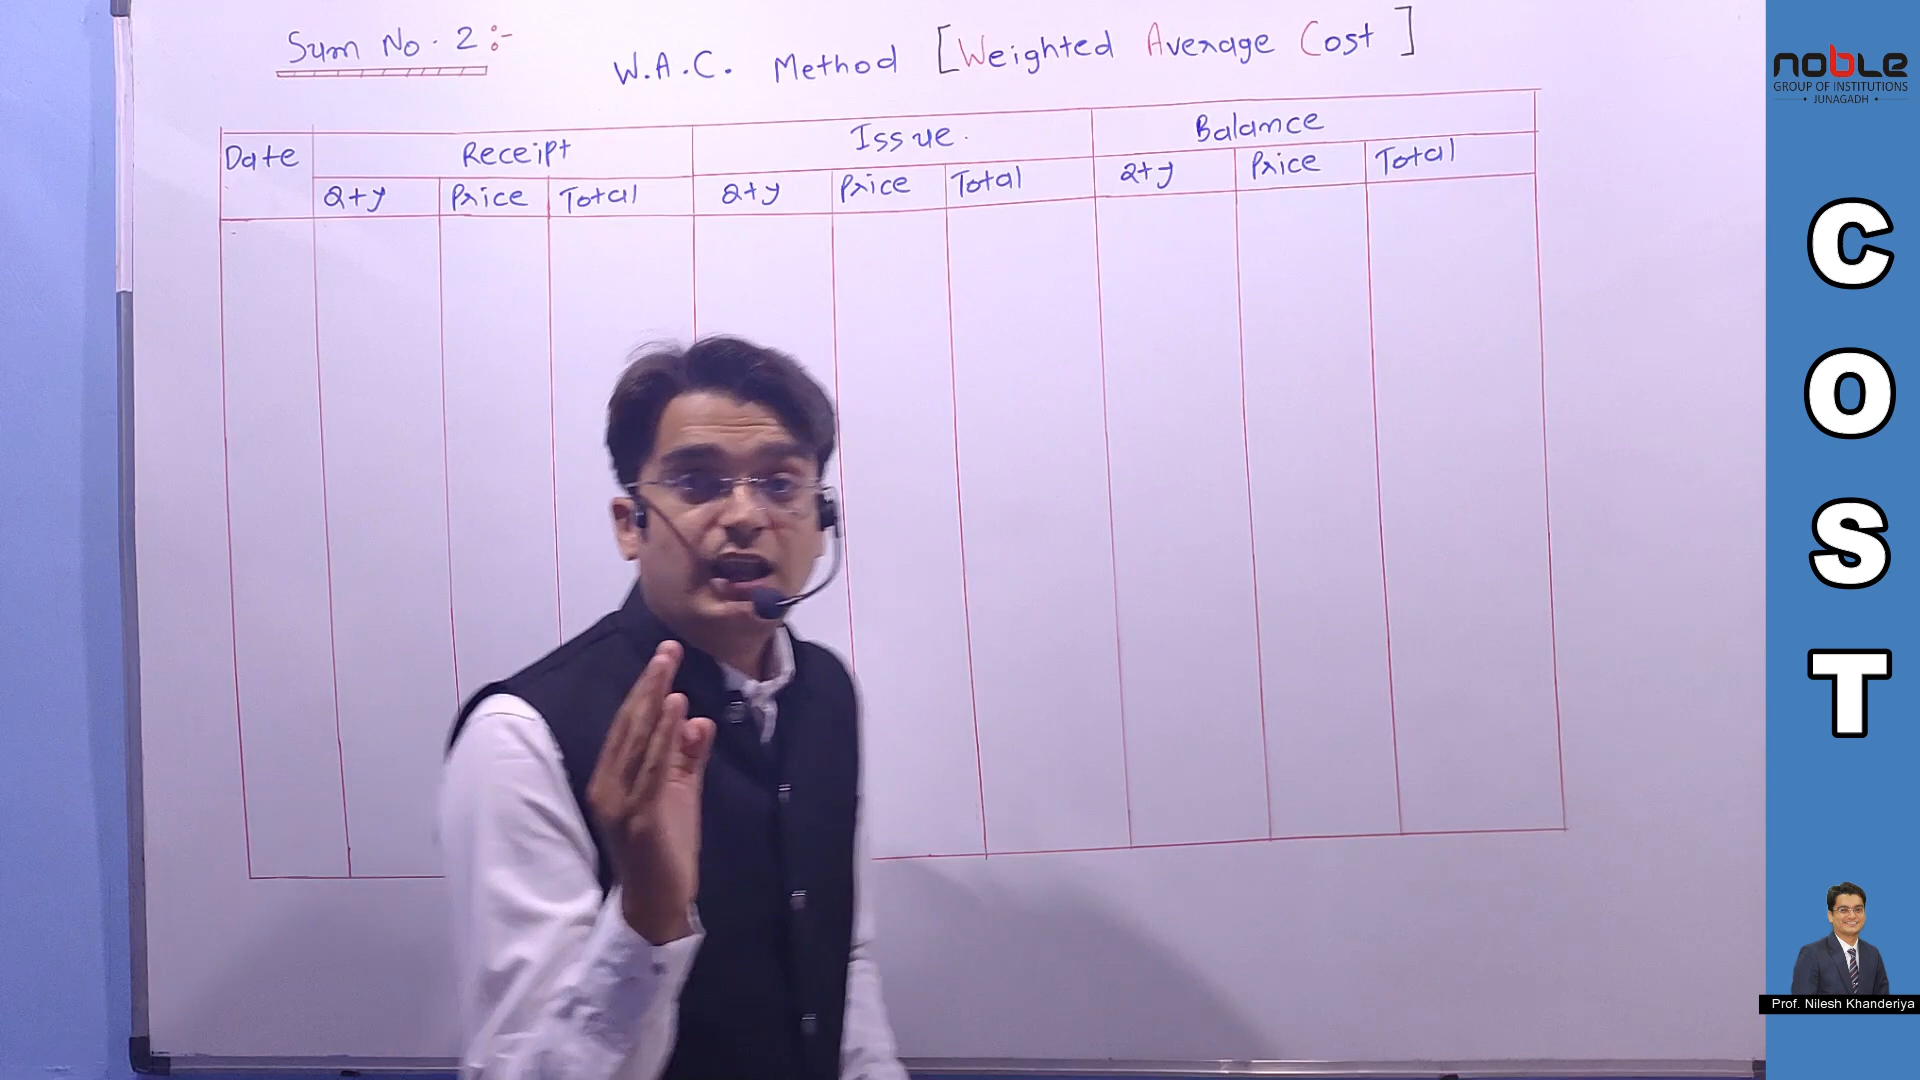 Sum No. 2 :-
W.A.C. Method [Weighted Average Cost]
Date Receipt Issue. Balance
Qty Price Total Qty Price Total Qty Price Total
noble
GROUP OF INSTITUTIONS
• JUNAGADH •
C
O
S
T
Prof. Nilesh Khanderiya